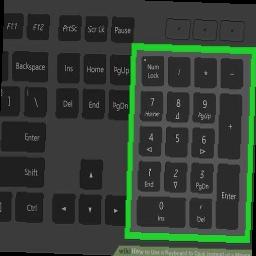 F11 F12 PrtSc Scr Lk Pause
Backspace Ins Home PgUp Num Lock / * -
] \ Del End PgDn 7 Home 8 9 PgUp +
Enter 4 5 6
Shift 1 End 2 3 PgDn Enter
Ctrl 0 Ins . Del
wiki How to Use a Keyboard to Click Instead of a Mouse